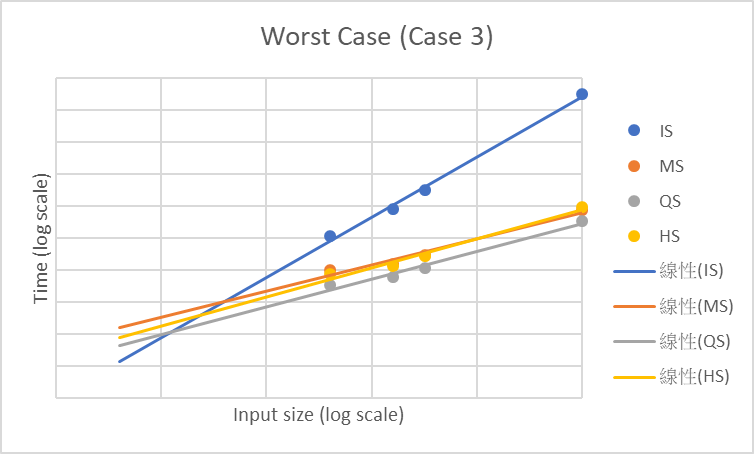 Worst Case (Case 3)
Time (log scale)
Input size (log scale)
IS
MS
QS
HS
線性(IS)
線性(MS)
線性(QS)
線性(HS)